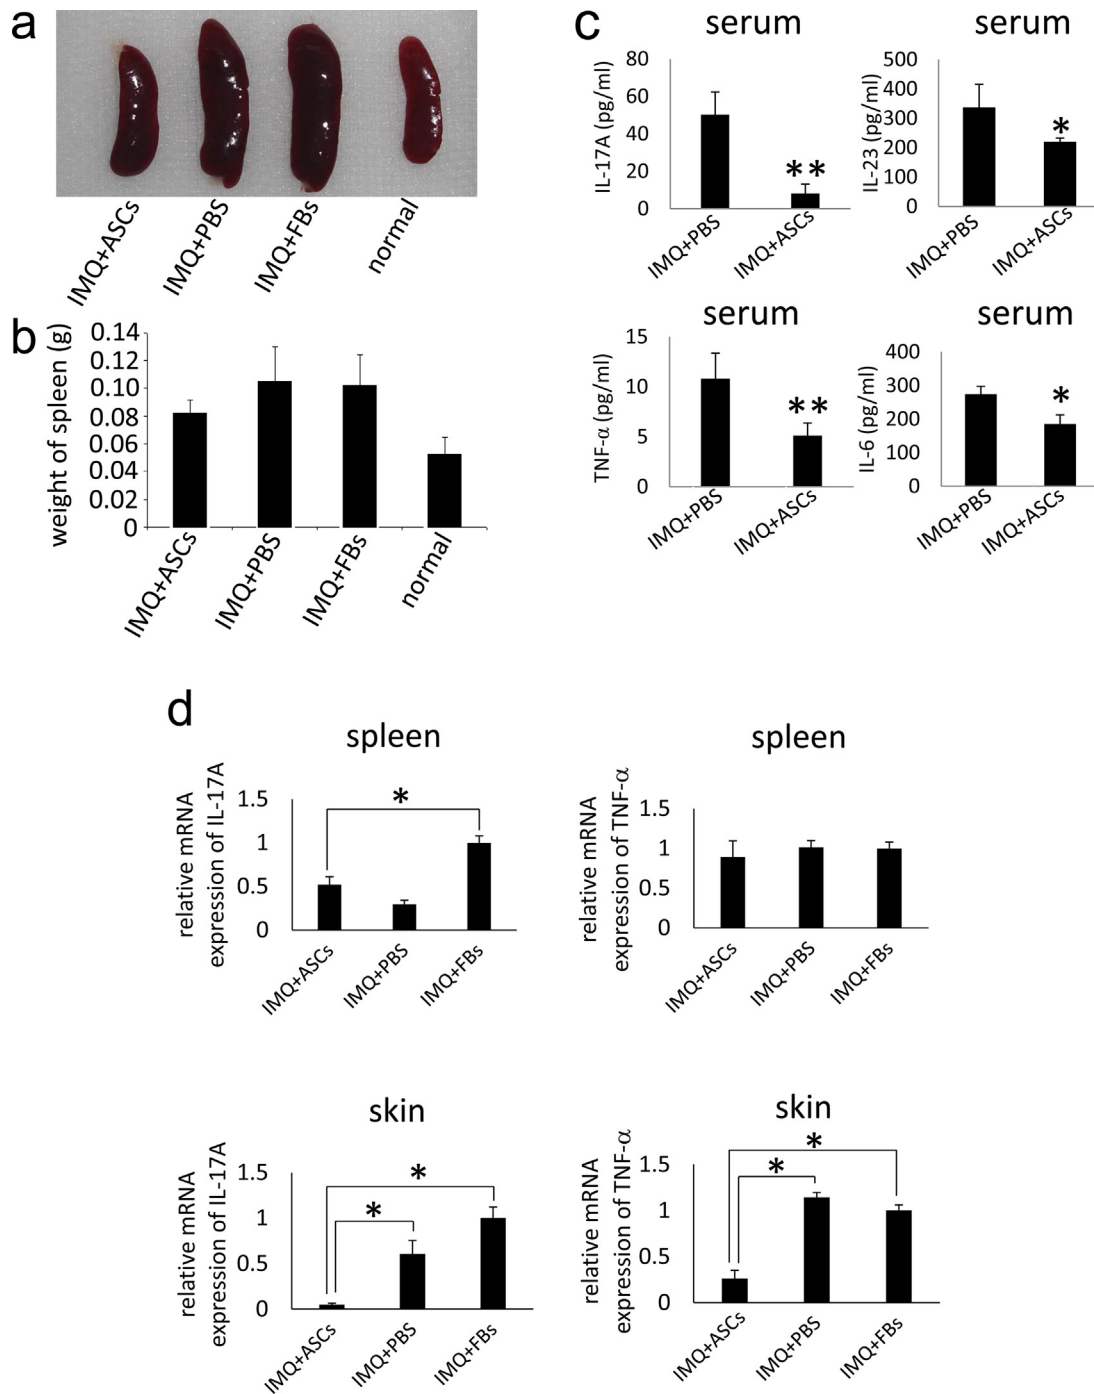 a
IMQ+ASCs
IMQ+PBS
IMQ+FBs
normal
b
weight of spleen (g)
0.14
0.12
0.10
0.08
0.06
0.04
0.02
0
IMQ+ASCs
IMQ+PBS
IMQ+FBs
normal
c
serum
IL-17A (pg/ml)
80
60
40
20
0
**
IMQ+PBS
IMQ+ASCs
serum
IL-23 (pg/ml)
500
400
300
200
100
0
*
IMQ+PBS
IMQ+ASCs
serum
TNF-α (pg/ml)
15
10
5
0
**
IMQ+PBS
IMQ+ASCs
serum
IL-6 (pg/ml)
400
300
200
100
0
*
IMQ+PBS
IMQ+ASCs
d
spleen
relative mRNA
expression of IL-17A
1.5
1
0.5
0
*
IMQ+ASCs
IMQ+PBS
IMQ+FBs
spleen
relative mRNA
expression of TNF-α
1.5
1
0.5
0
IMQ+ASCs
IMQ+PBS
IMQ+FBs
skin
relative mRNA
expression of IL-17A
1.5
1
0.5
0
*
*
IMQ+ASCs
IMQ+PBS
IMQ+FBs
skin
relative mRNA
expression of TNF-α
1.5
1
0.5
0
*
*
IMQ+ASCs
IMQ+PBS
IMQ+FBs